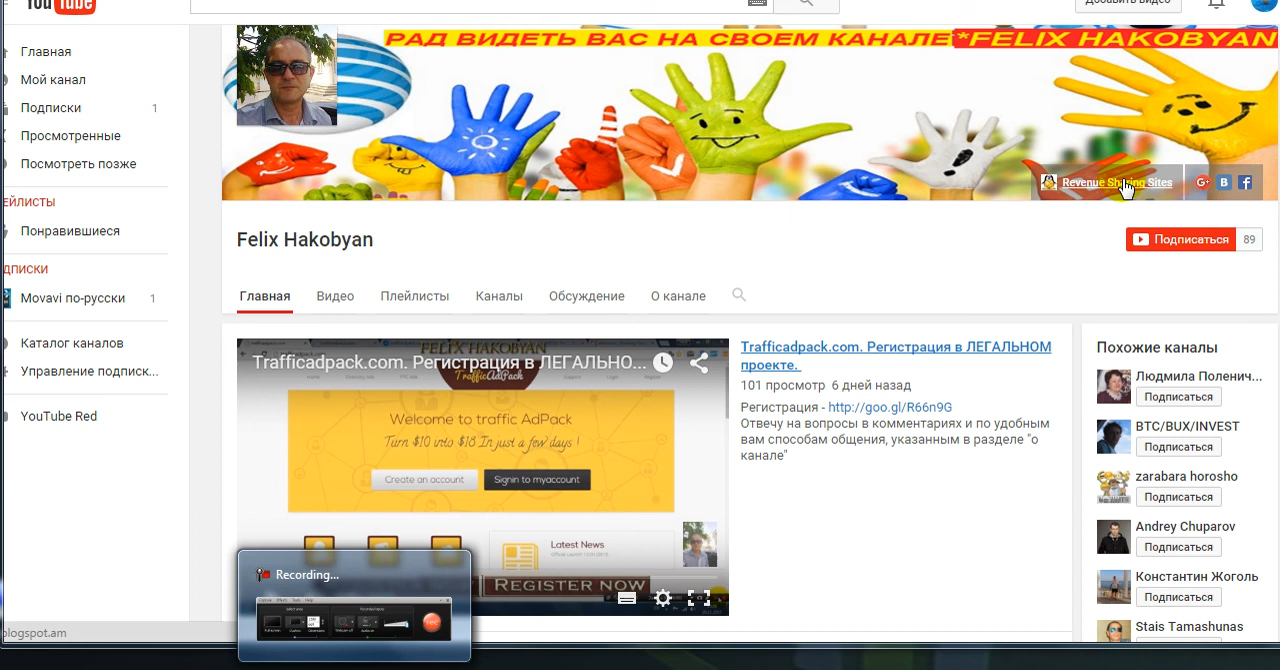 You Tube
Добавить видео
Главная
Мой канал
Подписки 1
Просмотренные
Посмотреть позже
ЕЙЛИСТЫ
Понравившиеся
ДПИСКИ
Movavi по-русски 1
Каталог каналов
Управление подписк...
YouTube Red
РАД ВИДЕТЬ ВАС НА СВОЕМ КАНАЛЕ *FELIX HAKOBYAN
Revenue Sharing Sites
G+ B f
Felix Hakobyan
Подписаться 89
Главная Видео Плейлисты Каналы Обсуждение О канале
FELIX HAKOBYAN
Trafficadpack.com. Регистрация в ЛЕГАЛЬНО...
TrafficAdPack
Welcome to traffic AdPack
Turn $10 into $18 In just a few days !
Create an account Signin to myaccount
Latest News
REGISTER NOW
Trafficadpack.com. Регистрация в ЛЕГАЛЬНОМ
проекте.
101 просмотр 6 дней назад
Регистрация - http://goo.gl/R66n9G
Отвечу на вопросы в комментариях и по удобным
вам способам общения, указанным в разделе "о
канале"
Похожие каналы
Людмила Поленич...
Подписаться
BTC/BUX/INVEST
Подписаться
zarabara horosho
Подписаться
Andrey Chuparov
Подписаться
Константин Жоголь
Подписаться
Stais Tamashunas
Recording...
rec
blogspot.am